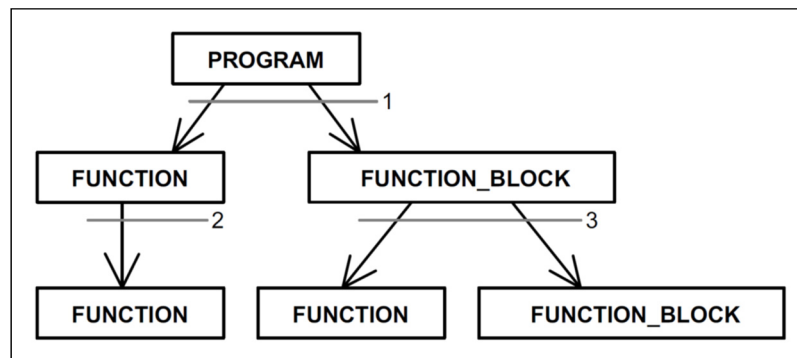 PROGRAM
1
FUNCTION
FUNCTION_BLOCK
2
3
FUNCTION
FUNCTION
FUNCTION_BLOCK